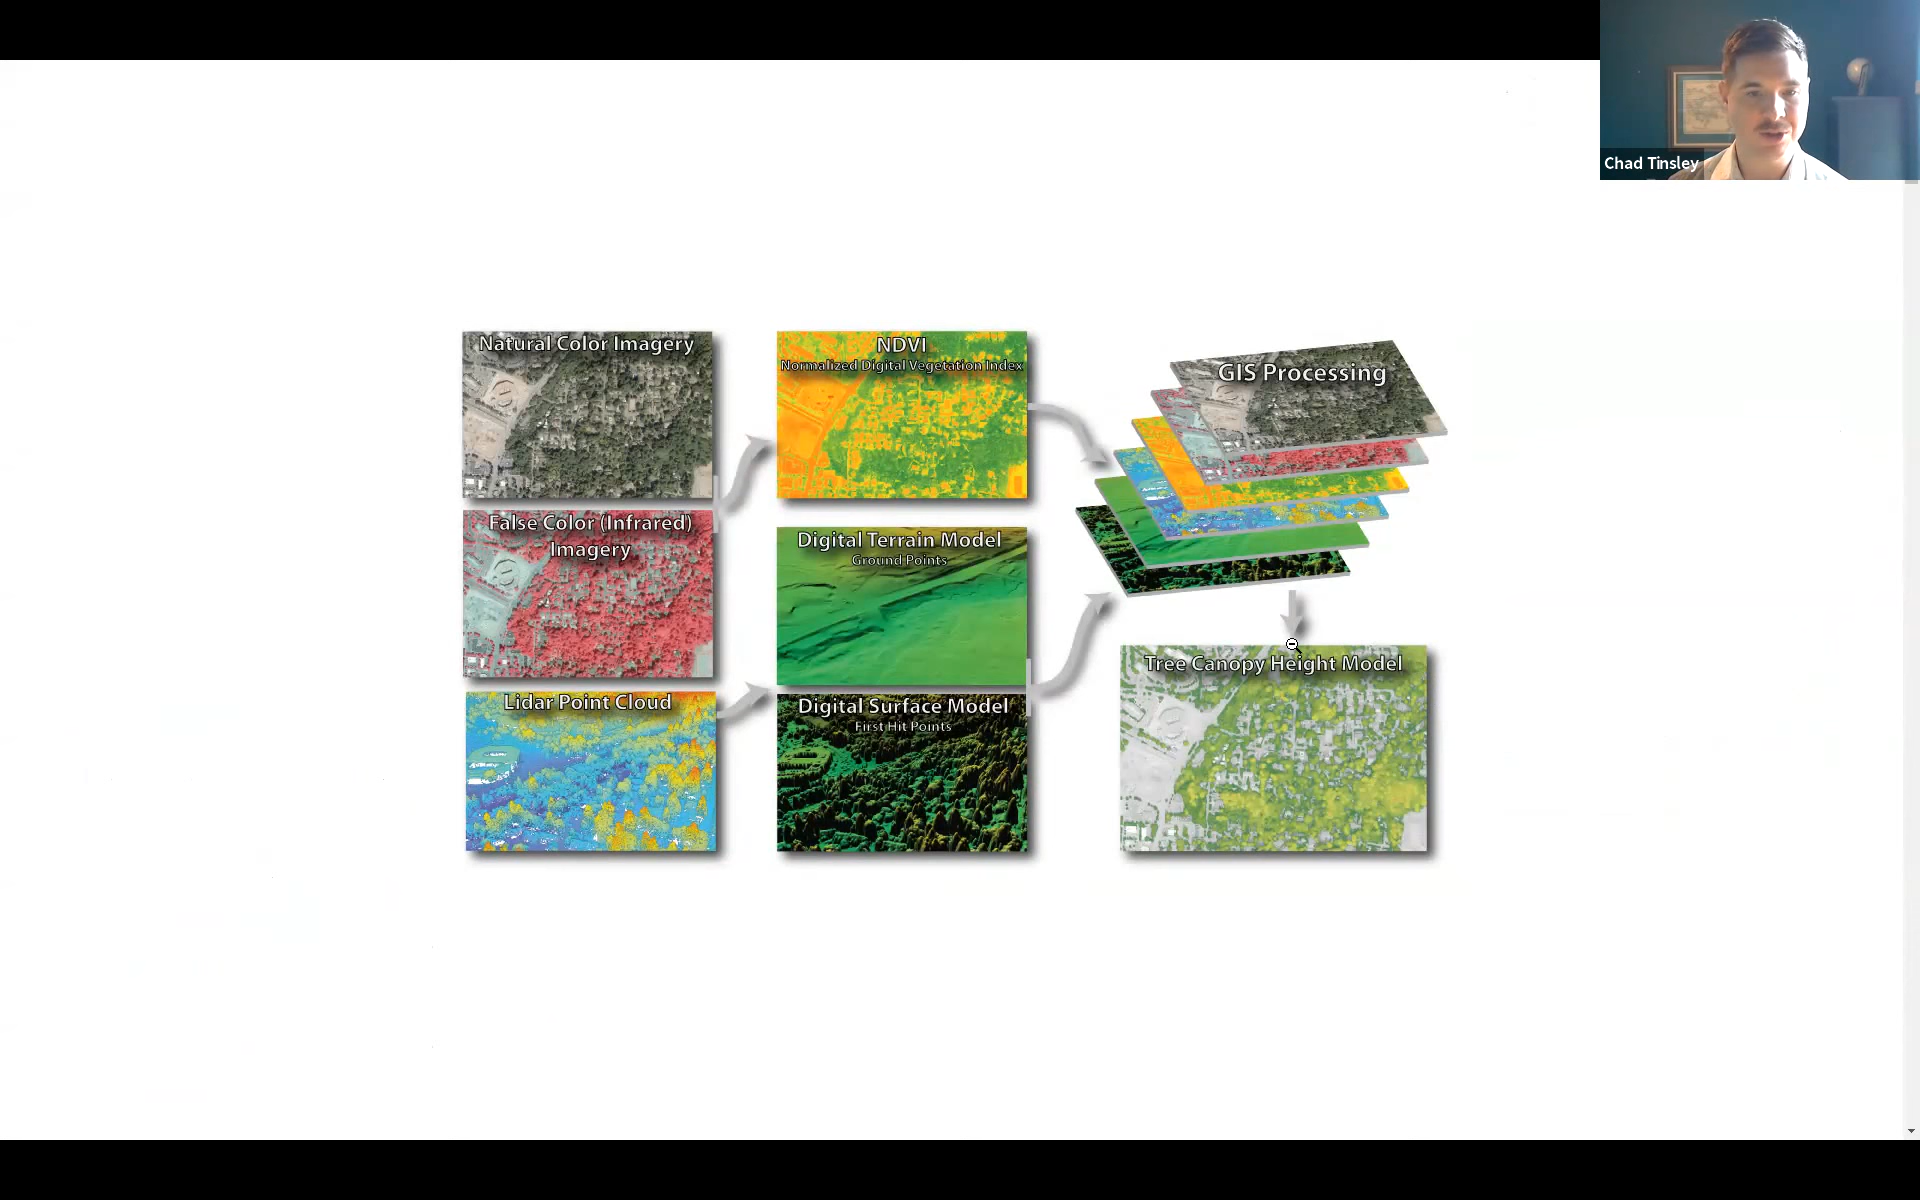 Chad Tinsley
Natural Color Imagery
False Color (Infrared)
Imagery
Lidar Point Cloud
NDVI
Normalized Digital Vegetation Index
Digital Terrain Model
Ground Points
Digital Surface Model
First Hit Points
GIS Processing
Tree Canopy Height Model